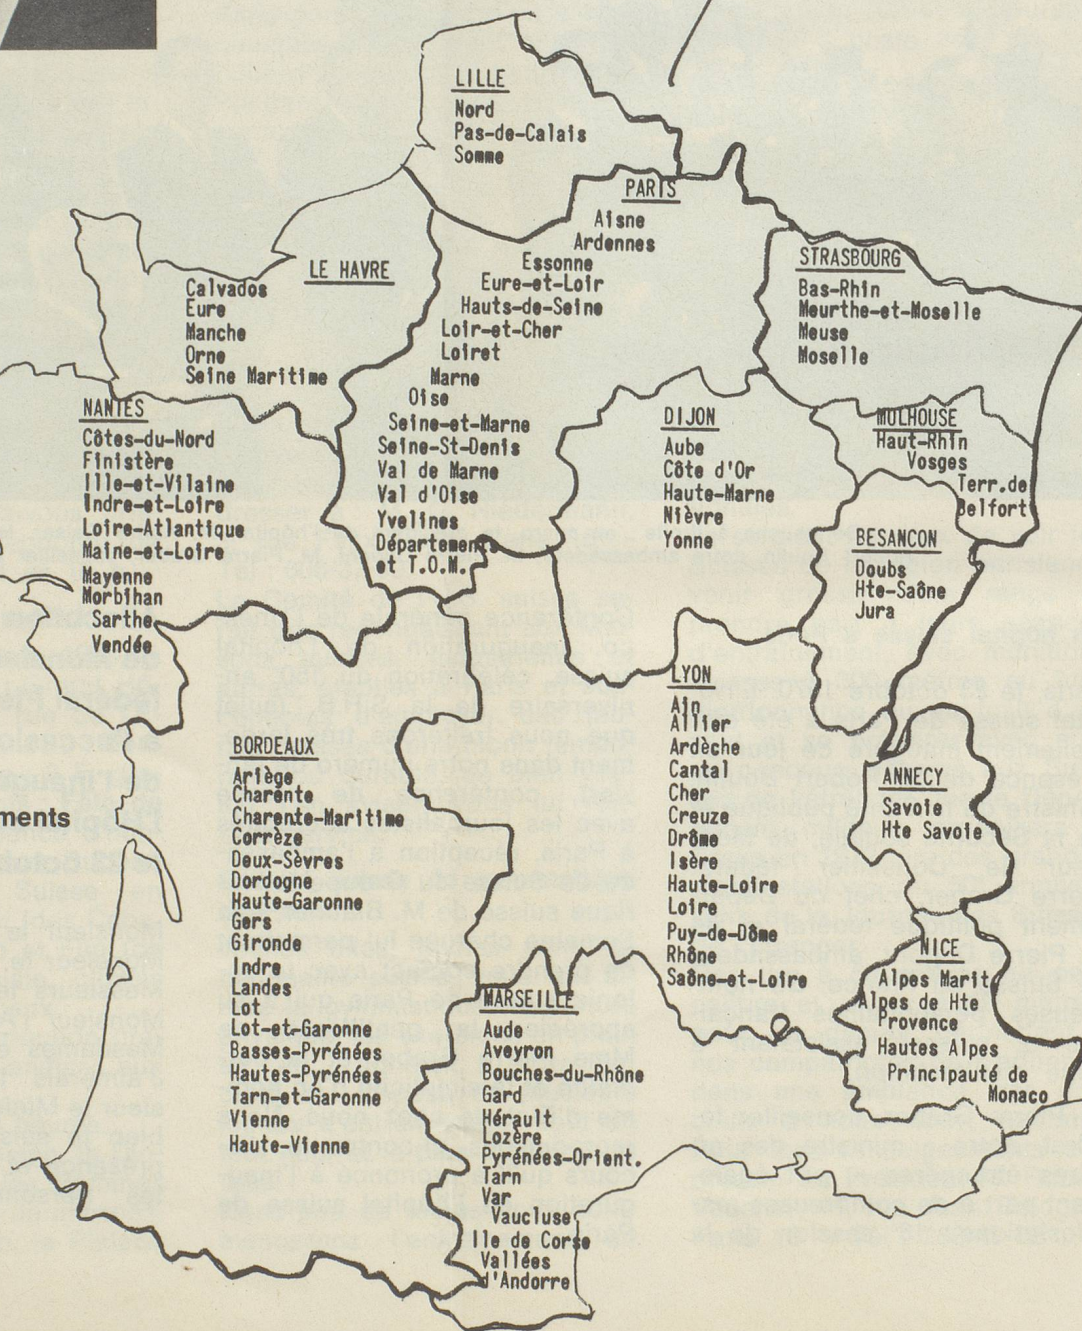 LILLE
Nord
Pas-de-Calais
Somme
PARIS
Aisne
Ardennes
Essonne
Eure-et-Loir
Hauts-de-Seine
Loir-et-Cher
Loiret
Marne
Oise
Seine-et-Marne
Seine-St-Denis
Val de Marne
Val d'Oise
Yvelines
Départements
et T.O.M.
LE HAVRE
Calvados
Eure
Manche
Orne
Seine Maritime
STRASBOURG
Bas-Rhin
Meurthe-et-Moselle
Meuse
Moselle
NANTES
Côtes-du-Nord
Finistère
Ille-et-Vilaine
Indre-et-Loire
Loire-Atlantique
Maine-et-Loire
Mayenne
Morbihan
Sarthe
Vendée
DIJON
Aube
Côte d'Or
Haute-Marne
Nièvre
Yonne
MULHOUSE
Haut-Rhin
Vosges
Terr.de
Belfort
BESANCON
Doubs
Hte-Saône
Jura
LYON
Ain
Allier
Ardèche
Cantal
Cher
Creuze
Drôme
Isère
Haute-Loire
Loire
Puy-de-Dôme
Rhône
Saône-et-Loire
BORDEAUX
Ariège
Charente
Charente-Maritime
Corrèze
Deux-Sèvres
Dordogne
Haute-Garonne
Gers
Gironde
Indre
Landes
Lot
Lot-et-Garonne
Basses-Pyrénées
Hautes-Pyrénées
Tarn-et-Garonne
Vienne
Haute-Vienne
ments
ANNECY
Savoie
Hte Savoie
NICE
Alpes Marit
Alpes de Hte
Provence
Hautes Alpes
Principauté de
Monaco
MARSEILLE
Aude
Aveyron
Bouches-du-Rhône
Gard
Hérault
Lozère
Pyrénées-Orient.
Tarn
Var
Vaucluse
Ile de Corse
Vallées
d'Andorre